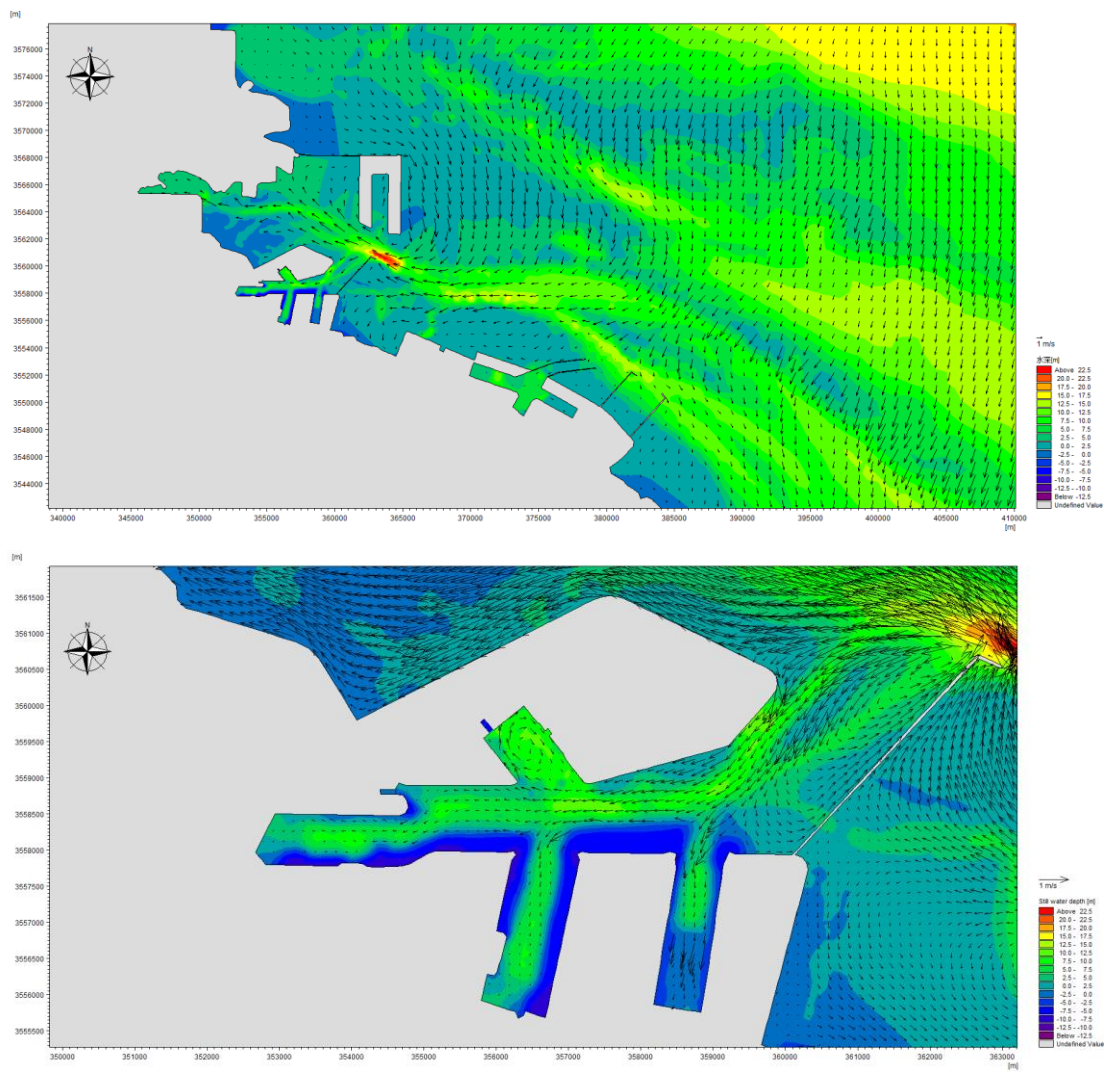 [m]
3576000
3574000
3572000
3570000
3568000
3566000
3564000
3562000
3560000
3558000
3556000
3554000
3552000
3550000
3548000
3546000
3544000
N
340000 345000 350000 355000 360000 365000 370000 375000 380000 385000 390000 395000 400000 405000 410000
[m]
1 m/s
水深[m]
Above 22.5
20.0 - 22.5
17.5 - 20.0
15.0 - 17.5
12.5 - 15.0
10.0 - 12.5
7.5 - 10.0
5.0 - 7.5
2.5 - 5.0
0.0 - 2.5
-2.5 - 0.0
-5.0 - -2.5
-7.5 - -5.0
-10.0 - -7.5
-12.5 - -10.0
Below -12.5
Undefined Value
[m]
3561500
3561000
3560500
3560000
3559500
3559000
3558500
3558000
3557500
3557000
3556500
3556000
3555500
N
350000 351000 352000 353000 354000 355000 356000 357000 358000 359000 360000 361000 362000 363000
[m]
1 m/s
Still water depth [m]
Above 22.5
20.0 - 22.5
17.5 - 20.0
15.0 - 17.5
12.5 - 15.0
10.0 - 12.5
7.5 - 10.0
5.0 - 7.5
2.5 - 5.0
0.0 - 2.5
-2.5 - 0.0
-5.0 - -2.5
-7.5 - -5.0
-10.0 - -7.5
-12.5 - -10.0
Below -12.5
Undefined Value